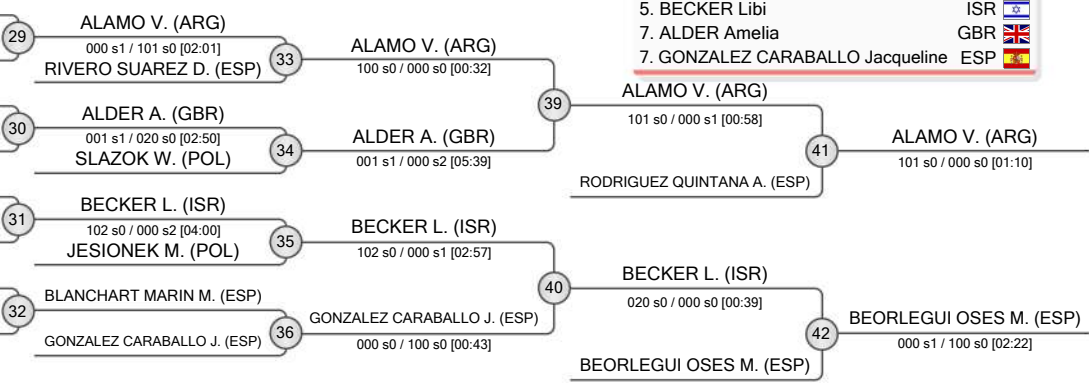 5. BECKER Libi ISR
7. ALDER Amelia GBR
7. GONZALEZ CARABALLO Jacqueline ESP
29
ALAMO V. (ARG)
000 s1 / 101 s0 [02:01]
RIVERO SUAREZ D. (ESP)
33
ALAMO V. (ARG)
100 s0 / 000 s0 [00:32]
30
ALDER A. (GBR)
001 s1 / 020 s0 [02:50]
SLAZOK W. (POL)
34
ALDER A. (GBR)
001 s1 / 000 s2 [05:39]
39
ALAMO V. (ARG)
101 s0 / 000 s1 [00:58]
RODRIGUEZ QUINTANA A. (ESP)
41
ALAMO V. (ARG)
101 s0 / 000 s0 [01:10]
31
BECKER L. (ISR)
102 s0 / 000 s2 [04:00]
JESIONEK M. (POL)
35
BECKER L. (ISR)
102 s0 / 000 s1 [02:57]
32
BLANCHART MARIN M. (ESP)
GONZALEZ CARABALLO J. (ESP)
36
GONZALEZ CARABALLO J. (ESP)
000 s0 / 100 s0 [00:43]
40
BECKER L. (ISR)
020 s0 / 000 s0 [00:39]
BEORLEGUI OSES M. (ESP)
42
BEORLEGUI OSES M. (ESP)
000 s1 / 100 s0 [02:22]